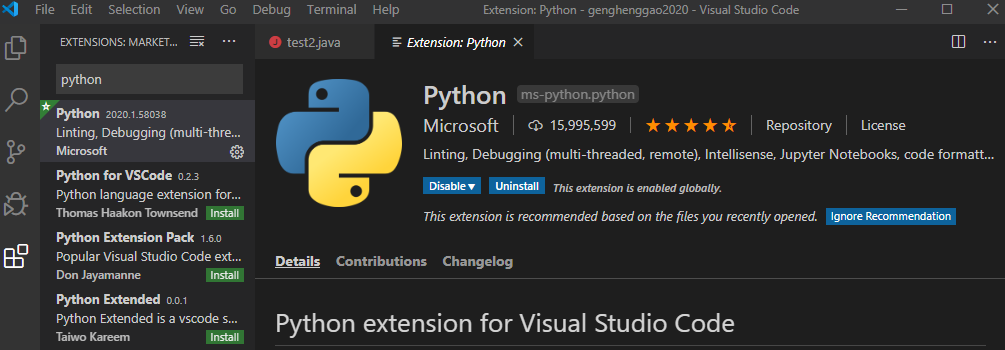 File Edit Selection View Go Debug Terminal Help Extension: Python - genghenggao2020 - Visual Studio Code
EXTENSIONS: MARKET...
test2.java Extension: Python
python
Python 2020.1.58038
Linting, Debugging (multi-thre...
Microsoft
Python for VSCode 0.2.3
Python language extension for...
Thomas Haakon Townsend Install
Python Extension Pack 1.6.0
Popular Visual Studio Code ext...
Don Jayamanne Install
Python Extended 0.0.1
Python Extended is a vscode s...
Taiwo Kareem Install
Python ms-python.python
Microsoft 15,995,599 Repository License
Linting, Debugging (multi-threaded, remote), Intellisense, Jupyter Notebooks, code formatt...
Disable Uninstall This extension is enabled globally.
This extension is recommended based on the files you recently opened. Ignore Recommendation
Details Contributions Changelog
Python extension for Visual Studio Code